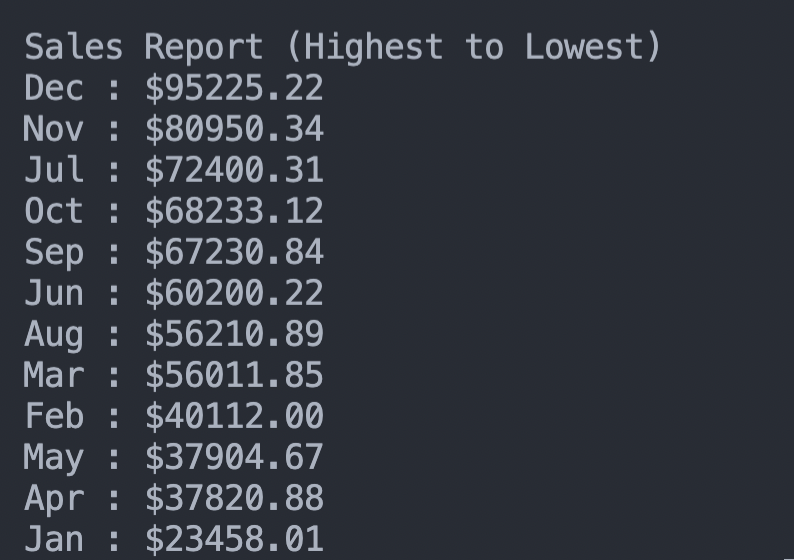 Sales Report (Highest to Lowest)
Dec : $95225.22
Nov : $80950.34
Jul : $72400.31
Oct : $68233.12
Sep : $67230.84
Jun : $60200.22
Aug : $56210.89
Mar : $56011.85
Feb : $40112.00
May : $37904.67
Apr : $37820.88
Jan : $23458.01